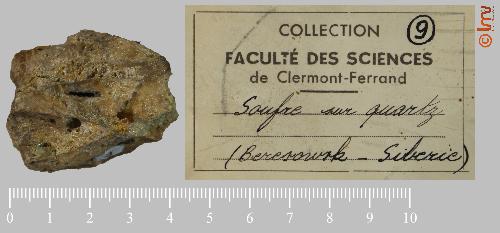 COLLECTION
9
FACULTÉ DES SCIENCES
de Clermont-Ferrand
Soufre sur quartz
(Beresowsk - Siberie)
© lmv
0 1 2 3 4 5 6 7 8 9 10